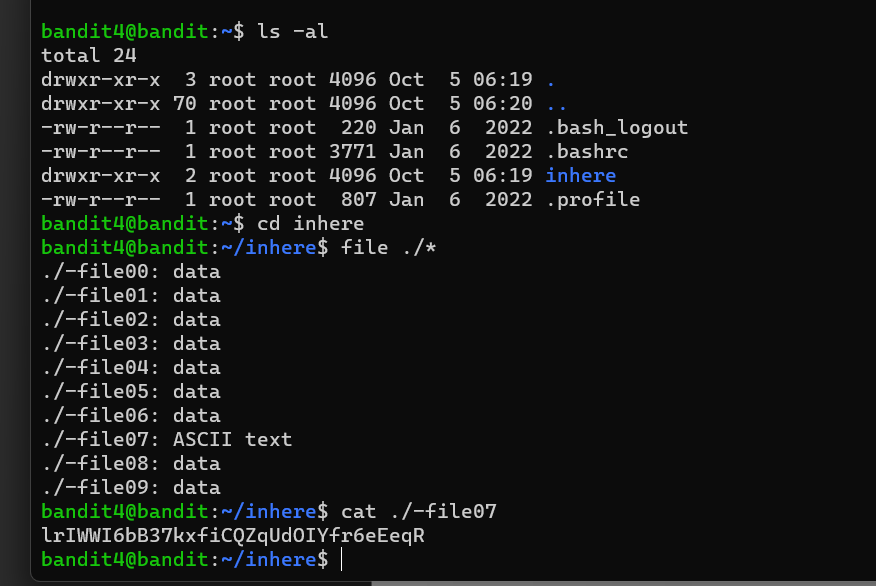 bandit4@bandit:~$ ls -al
total 24
drwxr-xr-x  3 root root 4096 Oct  5 06:19 .
drwxr-xr-x 70 root root 4096 Oct  5 06:20 ..
-rw-r--r--  1 root root  220 Jan  6  2022 .bash_logout
-rw-r--r--  1 root root 3771 Jan  6  2022 .bashrc
drwxr-xr-x  2 root root 4096 Oct  5 06:19 inhere
-rw-r--r--  1 root root  807 Jan  6  2022 .profile
bandit4@bandit:~$ cd inhere
bandit4@bandit:~/inhere$ file ./*
./-file00: data
./-file01: data
./-file02: data
./-file03: data
./-file04: data
./-file05: data
./-file06: data
./-file07: ASCII text
./-file08: data
./-file09: data
bandit4@bandit:~/inhere$ cat ./-file07
lrIWWI6bB37kxfiCQZqUdOIYfr6eEeqR
bandit4@bandit:~/inhere$